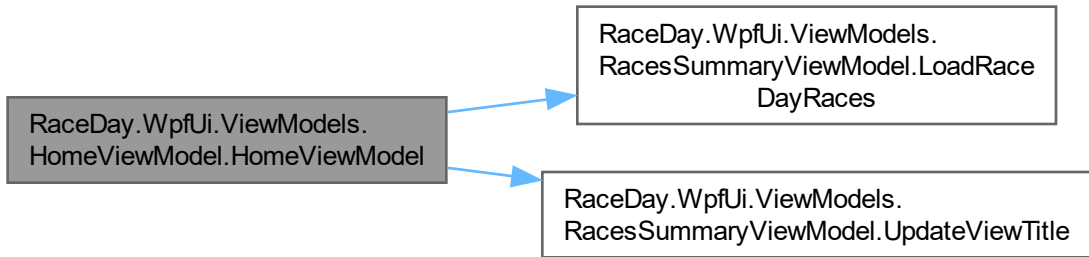 RaceDay.WpfUi.ViewModels.
HomeViewModel.HomeViewModel
RaceDay.WpfUi.ViewModels.
RacesSummaryViewModel.LoadRace
DayRaces
RaceDay.WpfUi.ViewModels.
RacesSummaryViewModel.UpdateViewTitle